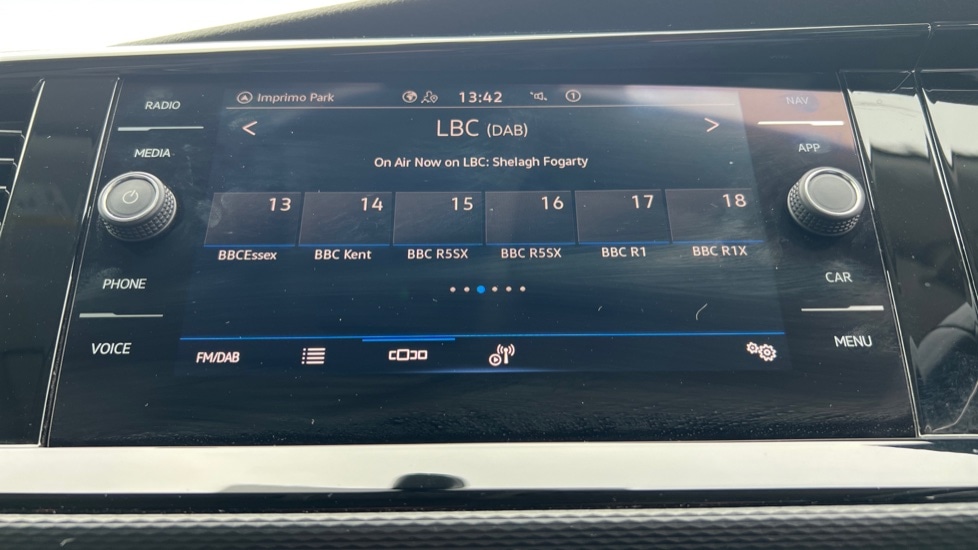 RADIO
MEDIA
PHONE
VOICE
Imprimo Park 13:42
< LBC (DAB) >
On Air Now on LBC: Shelagh Fogarty
13 14 15 16 17 18
BBCEssex BBC Kent BBC R5SX BBC R5SX BBC R1 BBC R1X
FM/DAB
NAV
APP
CAR
MENU